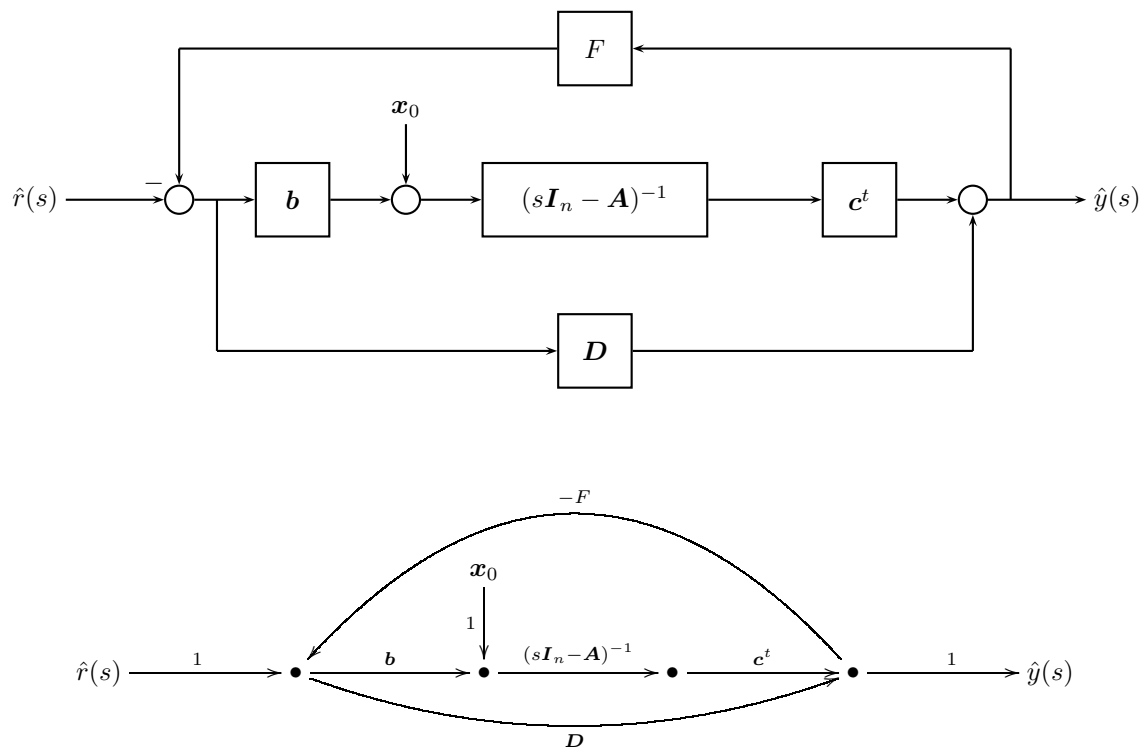 F
𝒙₀
−
r̂(s) 𝒃 (s𝑰ₙ − 𝑨)⁻¹ 𝒄ᵗ ŷ(s)
𝑫
−F
𝒙₀
1
r̂(s) 1 𝒃 (s𝑰ₙ−𝑨)⁻¹ 𝒄ᵗ 1 ŷ(s)
𝑫